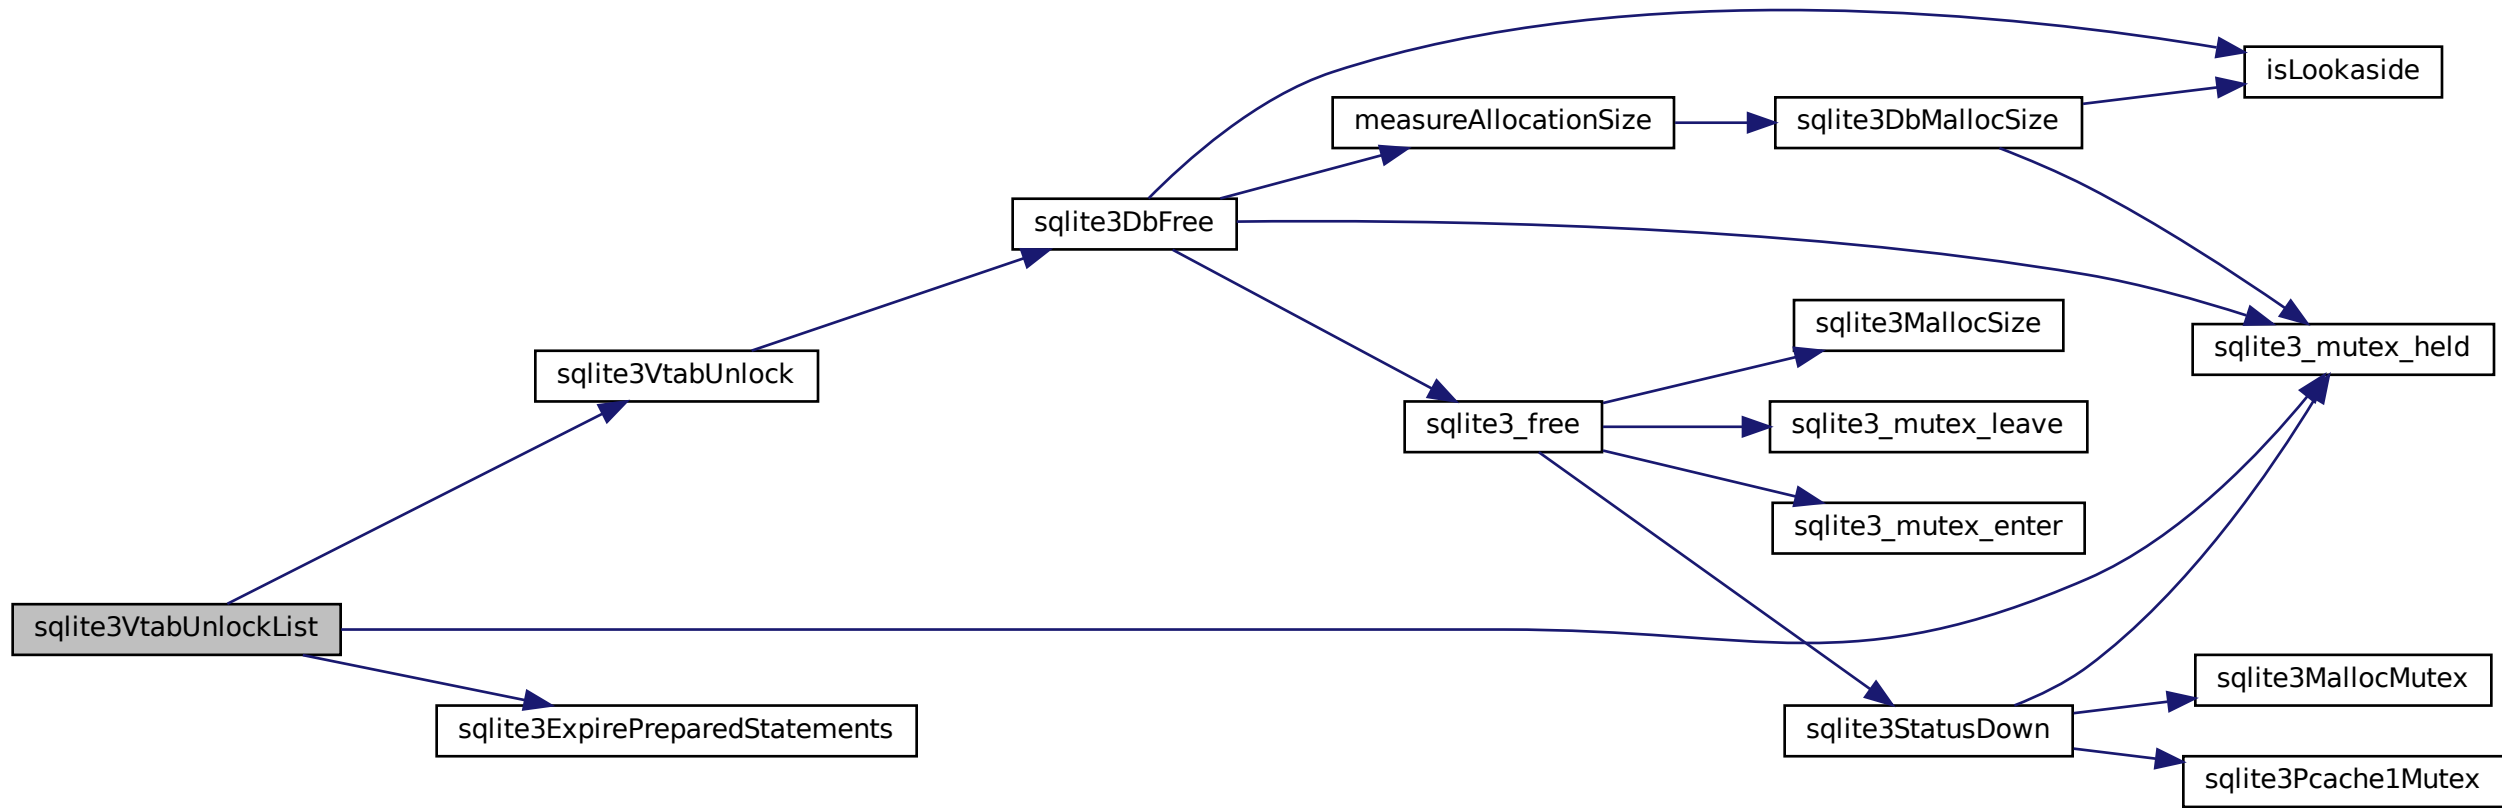 isLookaside
measureAllocationSize
sqlite3DbMallocSize
sqlite3DbFree
sqlite3MallocSize
sqlite3_mutex_held
sqlite3VtabUnlock
sqlite3_free
sqlite3_mutex_leave
sqlite3_mutex_enter
sqlite3VtabUnlockList
sqlite3MallocMutex
sqlite3ExpirePreparedStatements
sqlite3StatusDown
sqlite3Pcache1Mutex